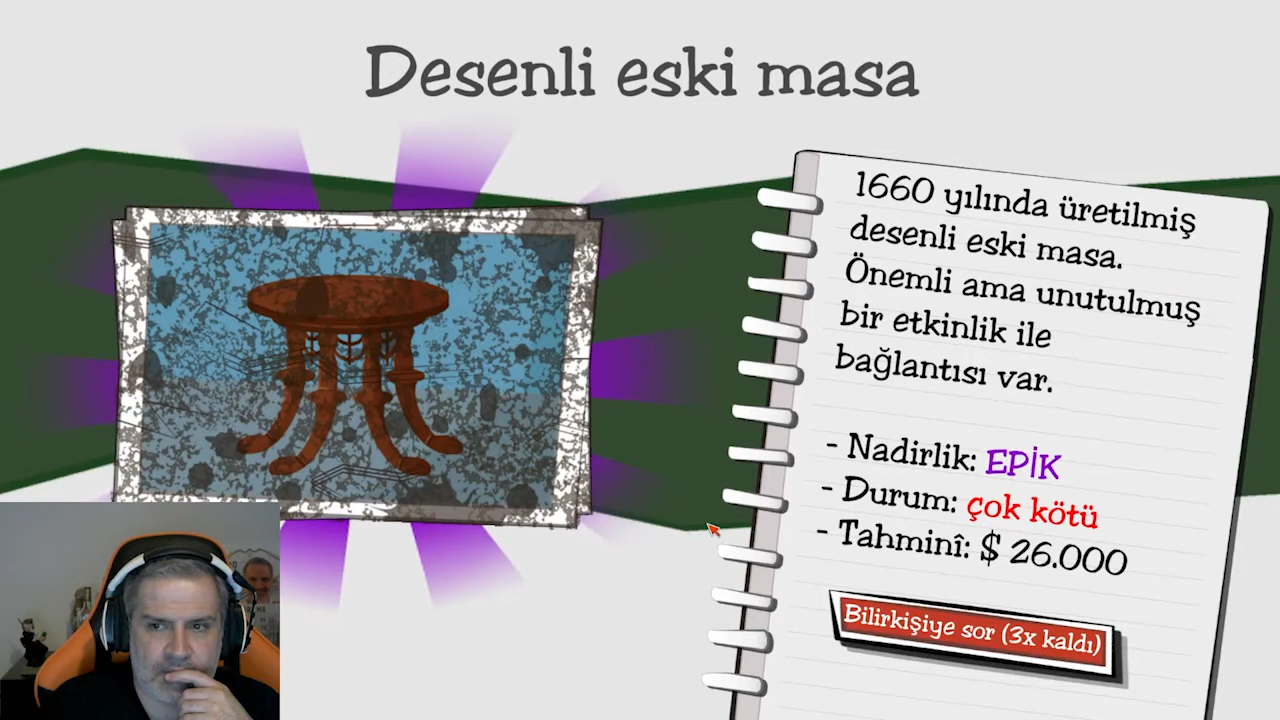 Desenli eski masa
1660 yılında üretilmiş
desenli eski masa.
Önemli ama unutulmuş
bir etkinlik ile
bağlantısı var.
- Nadirlik: EPİK
- Durum: çok kötü
- Tahminî: $ 26.000
Bilirkişiye sor (3x kaldı)